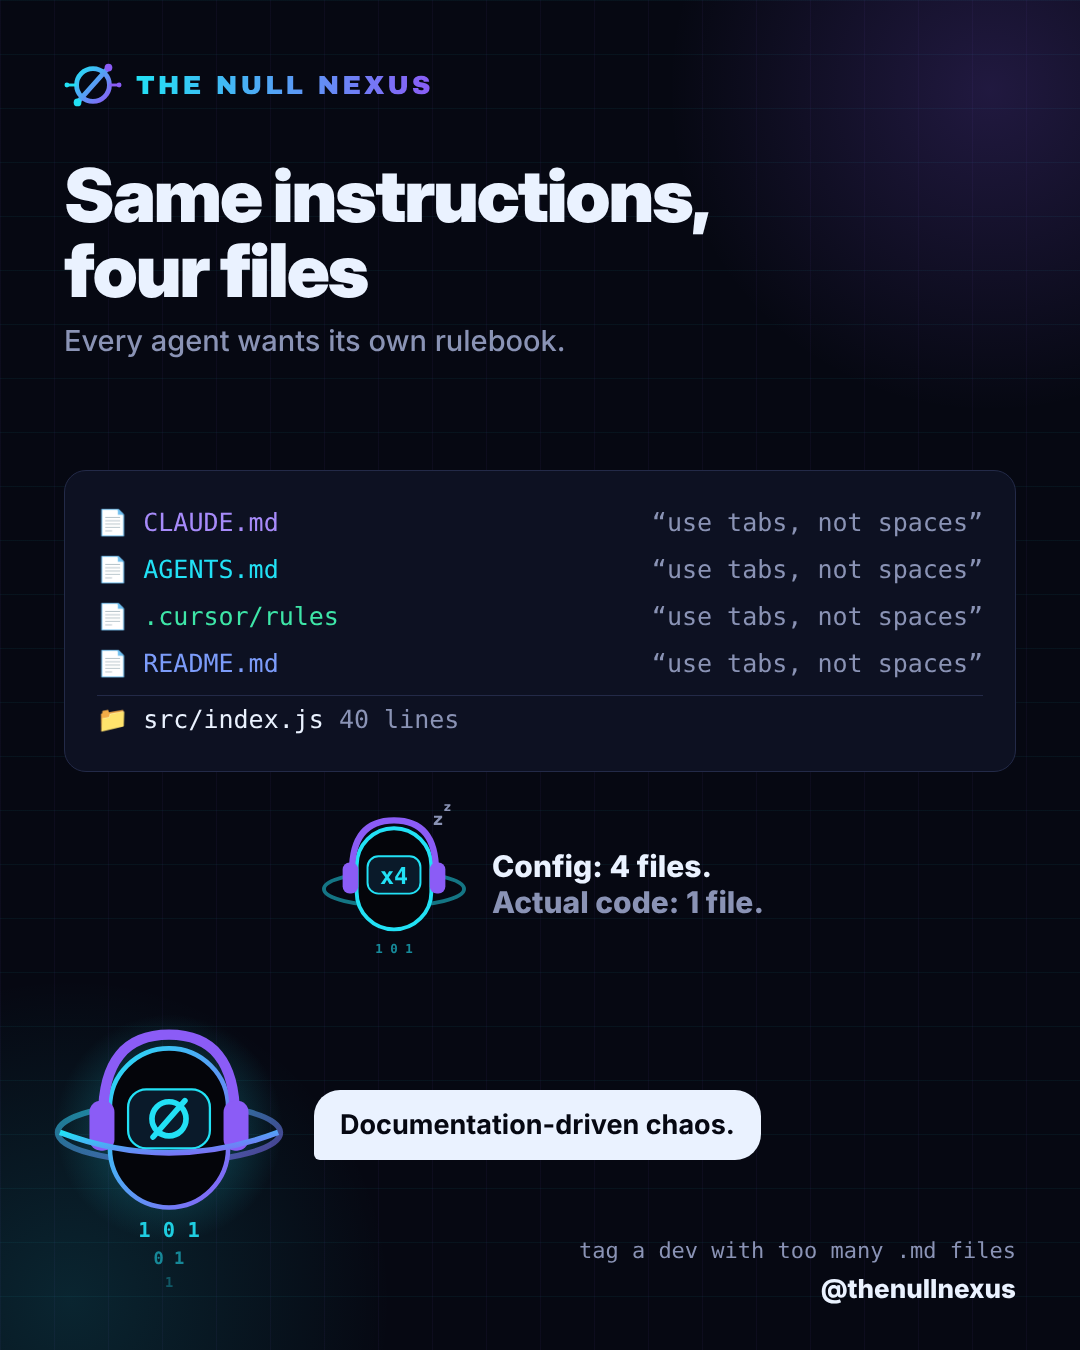 THE NULL NEXUS
Same instructions,
four files
Every agent wants its own rulebook.
CLAUDE.md “use tabs, not spaces”
AGENTS.md “use tabs, not spaces”
.cursor/rules “use tabs, not spaces”
README.md “use tabs, not spaces”
src/index.js 40 lines
z
z
x4
Config: 4 files.
Actual code: 1 file.
1 0 1
Documentation-driven chaos.
1 0 1
0 1
1
tag a dev with too many .md files
@thenullnexus